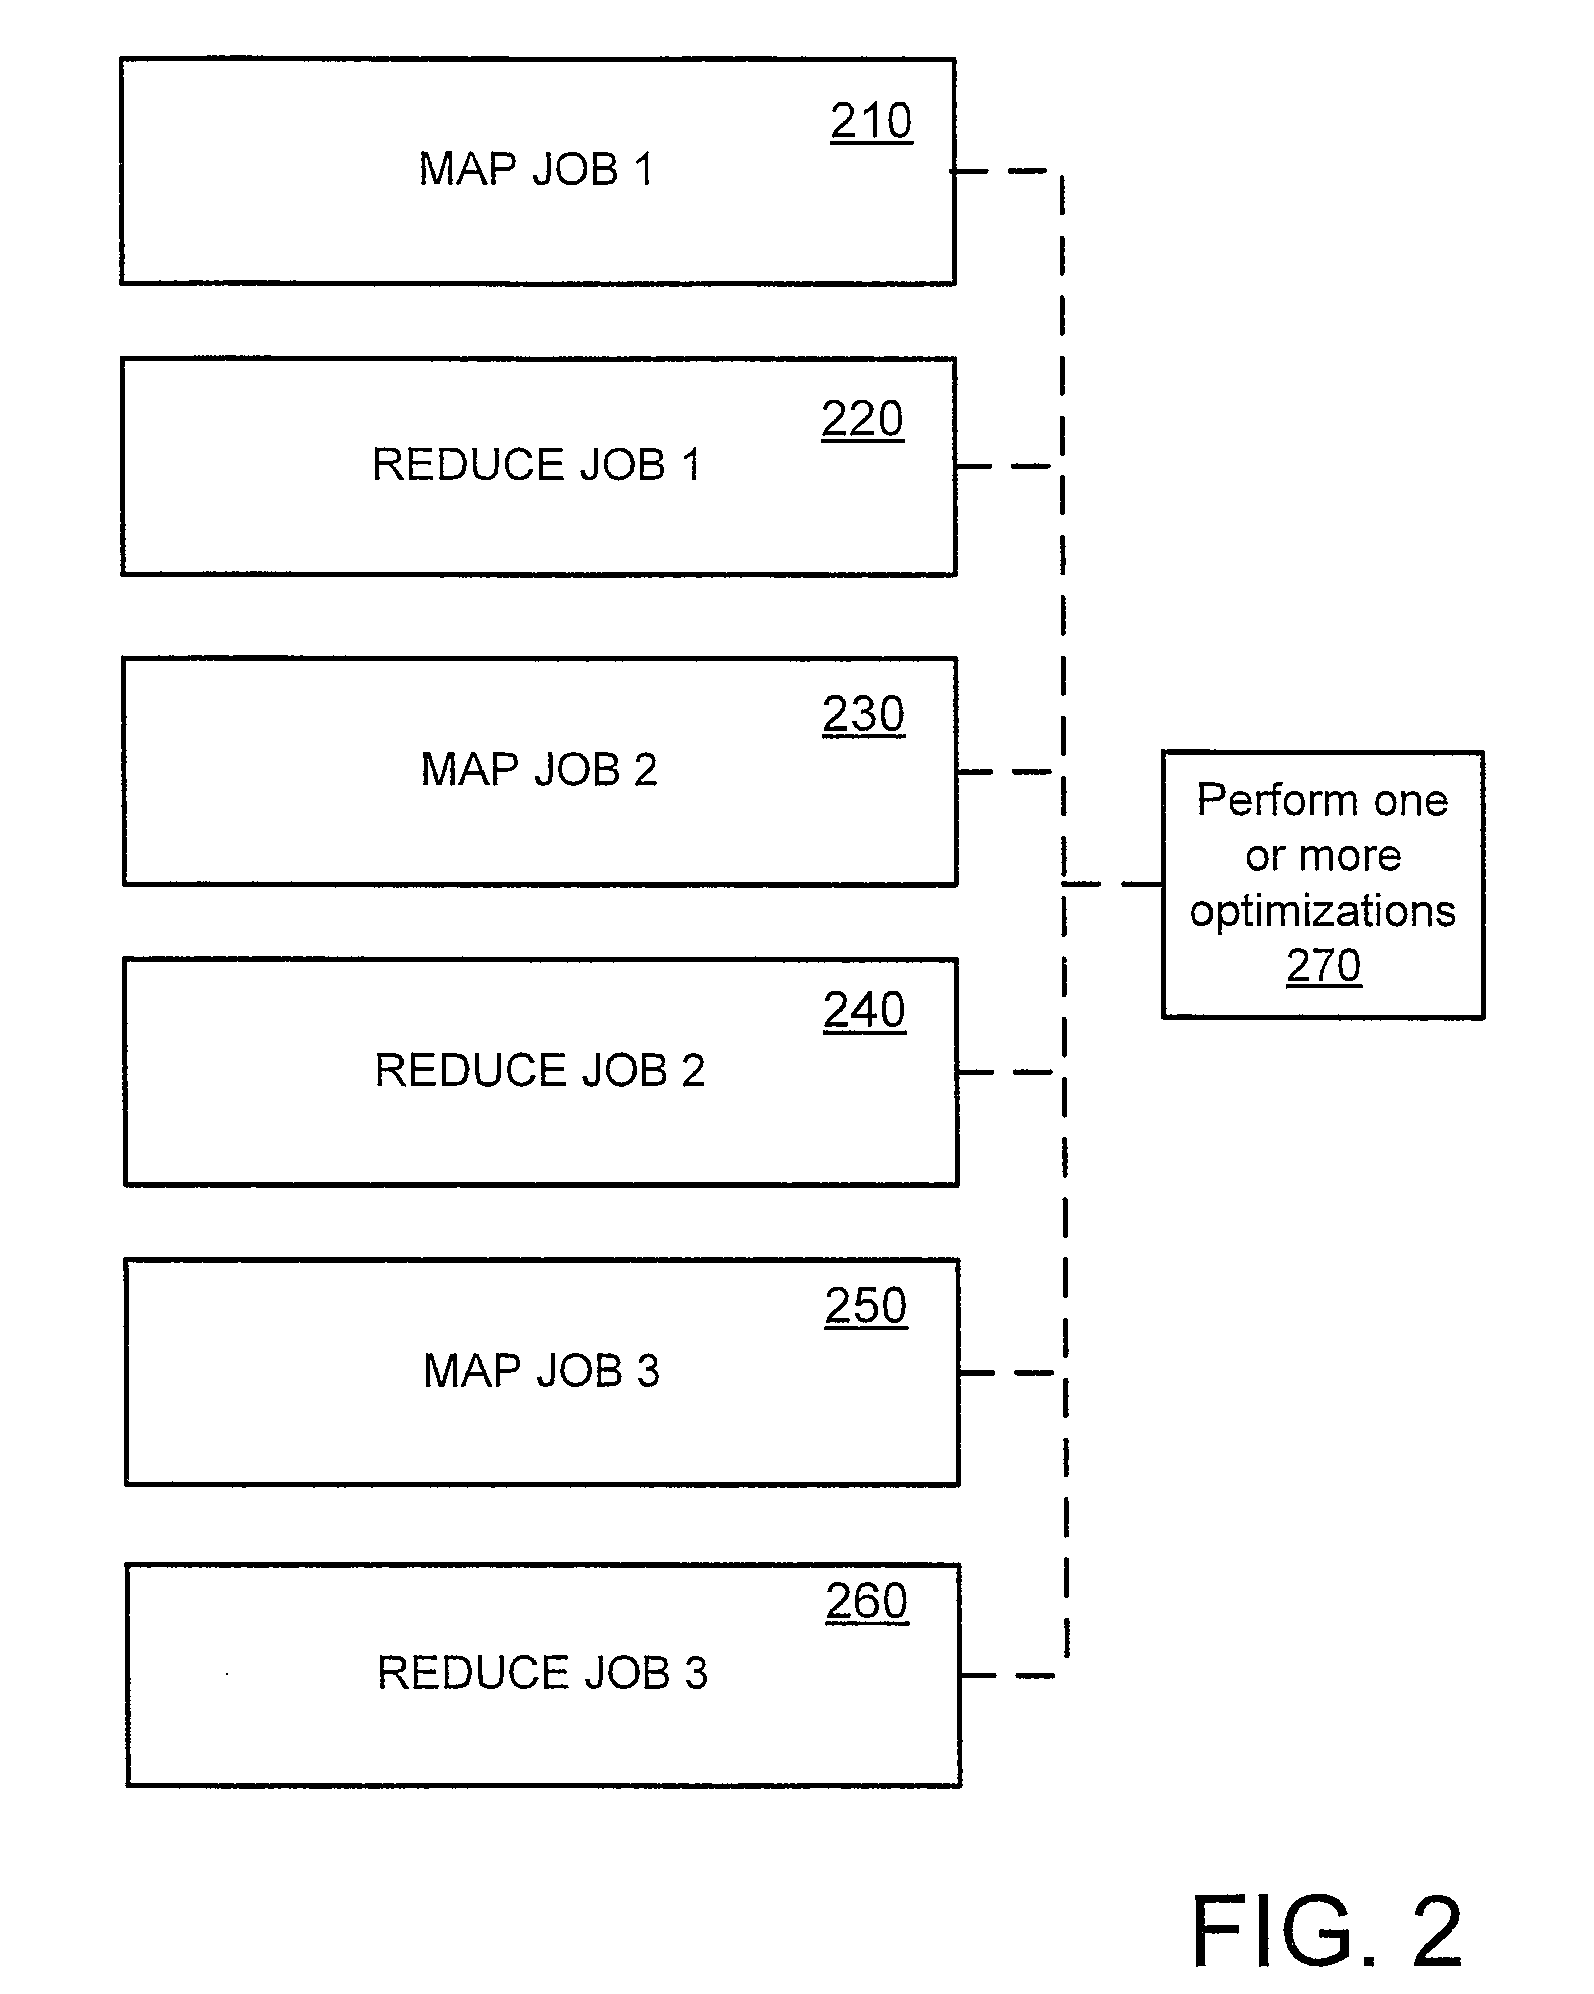 210
MAP JOB 1
220
REDUCE JOB 1
230
MAP JOB 2
240
REDUCE JOB 2
250
MAP JOB 3
260
REDUCE JOB 3
Perform one
or more
optimizations
270
FIG. 2